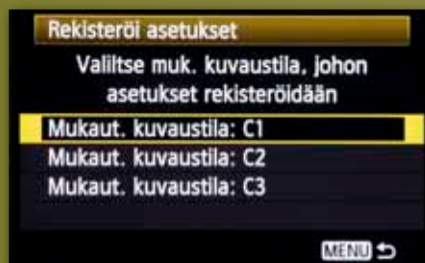 Rekisteröi asetukset
Valiltse muk. kuvaustila, johon
asetukset rekisteröidään
Mukaut. kuvaustila: C1
Mukaut. kuvaustila: C2
Mukaut. kuvaustila: C3
MENU